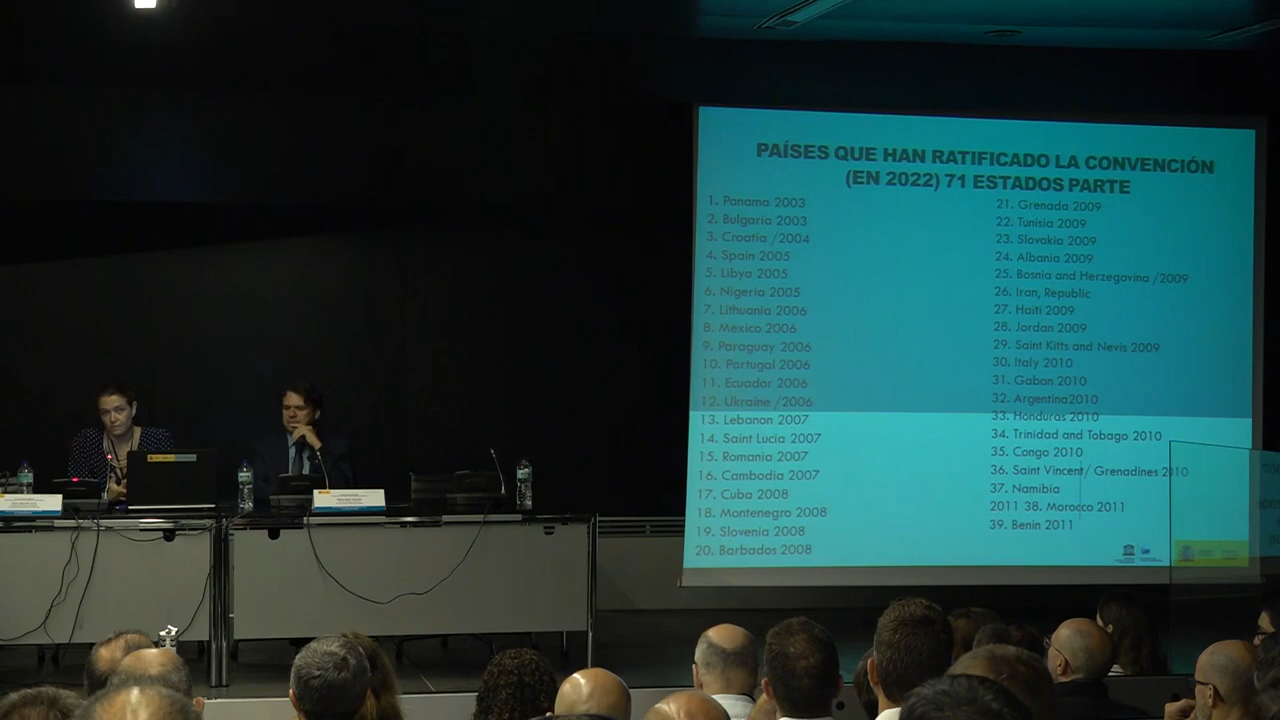 PAÍSES QUE HAN RATIFICADO LA CONVENCIÓN
(EN 2022) 71 ESTADOS PARTE
1. Panama 2003
2. Bulgaria 2003
3. Croatia /2004
4. Spain 2005
5. Libya 2005
6. Nigeria 2005
7. Lithuania 2006
8. Mexico 2006
9. Paraguay 2006
10. Portugal 2006
11. Ecuador 2006
12. Ukraine /2006
13. Lebanon 2007
14. Saint Lucia 2007
15. Romania 2007
16. Cambodia 2007
17. Cuba 2008
18. Montenegro 2008
19. Slovenia 2008
20. Barbados 2008
21. Grenada 2009
22. Tunisia 2009
23. Slovakia 2009
24. Albania 2009
25. Bosnia and Herzegovina /2009
26. Iran, Republic
27. Haiti 2009
28. Jordan 2009
29. Saint Kitts and Nevis 2009
30. Italy 2010
31. Gabon 2010
32. Argentina2010
33. Honduras 2010
34. Trinidad and Tobago 2010
35. Congo 2010
36. Saint Vincent/ Grenadines 2010
37. Namibia
2011 38. Morocco 2011
39. Benin 2011